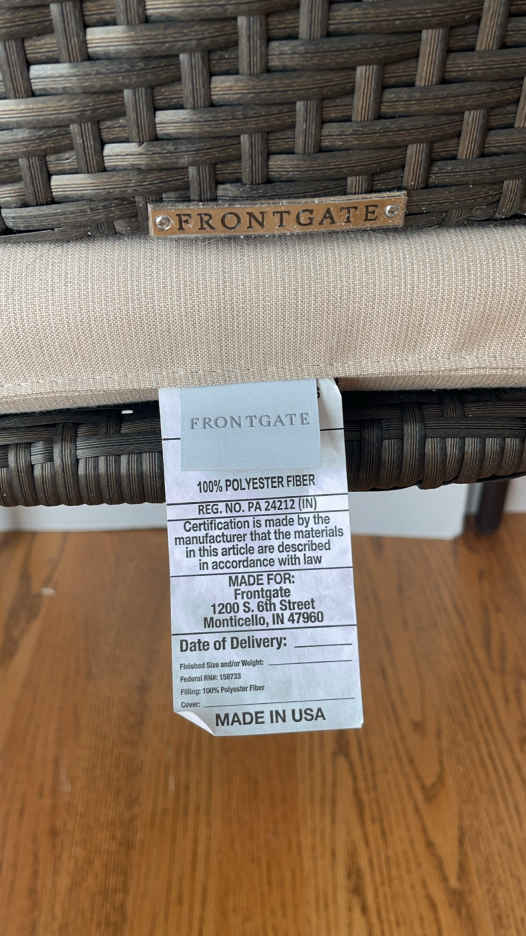 FRONTGATE
FRONTGATE
100% POLYESTER FIBER
REG. NO. PA 24212 (IN)
Certification is made by the
manufacturer that the materials
in this article are described
in accordance with law
MADE FOR:
Frontgate
1200 S. 6th Street
Monticello, IN 47960
Date of Delivery:
Finished Size and/or Weight:
Federal RN#: 158733
Filling: 100% Polyester Fiber
Cover:
MADE IN USA